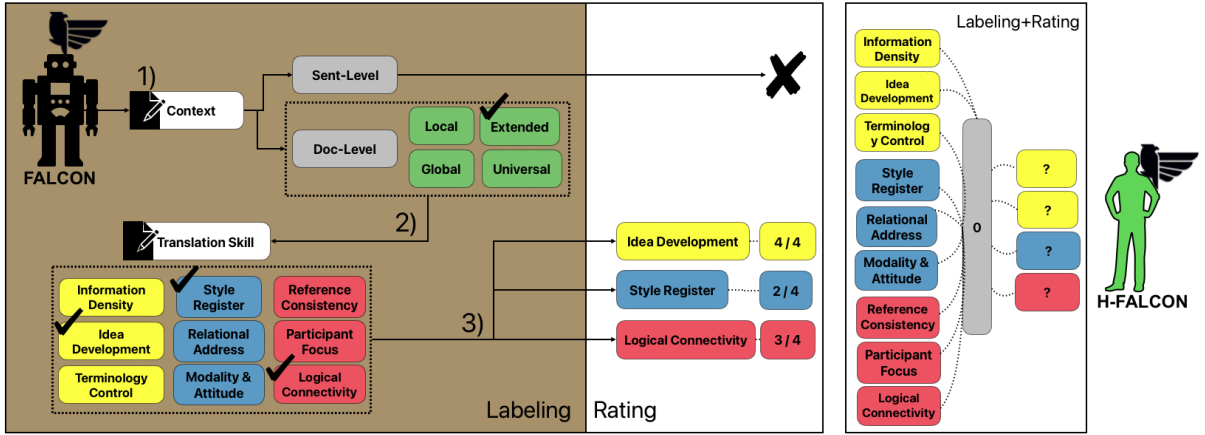 FALCON
1)
Context
Sent-Level
Doc-Level
Local
Extended
Global
Universal
2)
Translation Skill
Information
Density
Style
Register
Reference
Consistency
Idea
Development
Relational
Address
Participant
Focus
Terminology
Control
Modality &
Attitude
Logical
Connectivity
3)
Labeling
Idea Development
4 / 4
Style Register
2 / 4
Logical Connectivity
3 / 4
Rating
Labeling+Rating
Information
Density
Idea
Development
Terminolog
y Control
Style
Register
Relational
Address
Modality &
Attitude
Reference
Consistency
Participant
Focus
Logical
Connectivity
0
?
?
?
?
H-FALCON